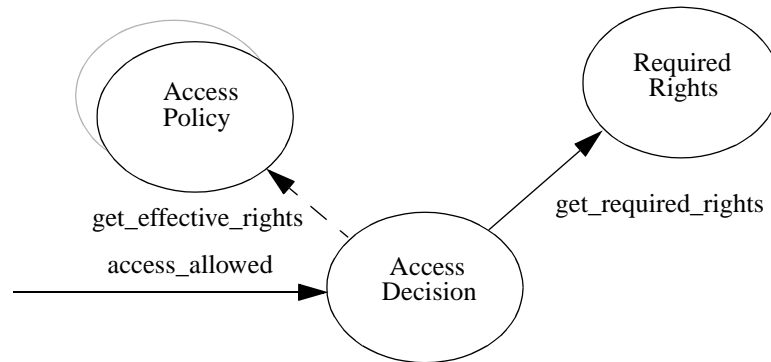 Access
Policy
Required
Rights
get_effective_rights
get_required_rights
access_allowed
Access
Decision